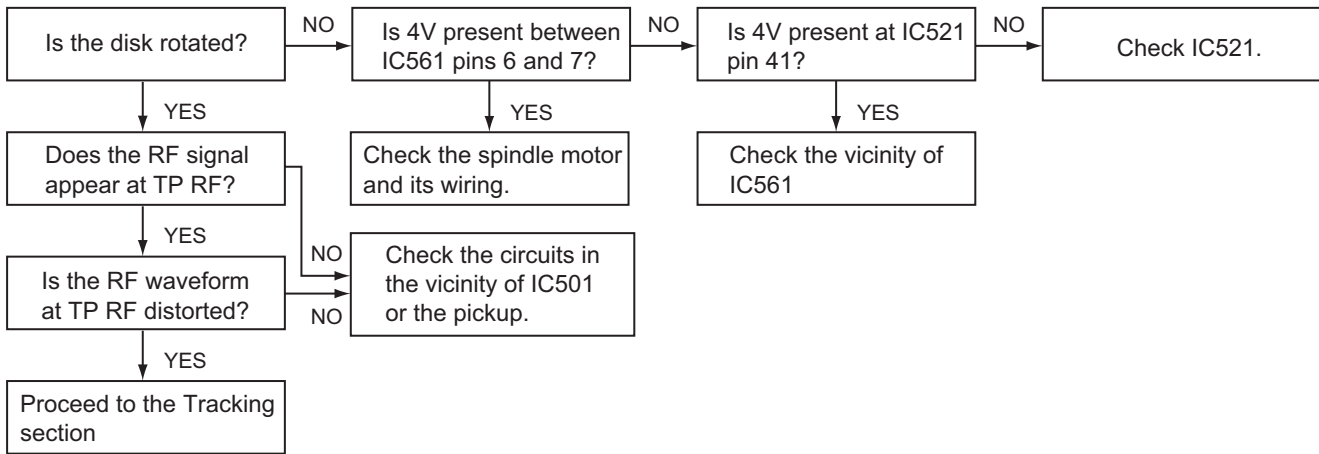 Is the disk rotated?
NO
Is 4V present between
IC561 pins 6 and 7?
NO
Is 4V present at IC521
pin 41?
NO
Check IC521.
YES
YES
YES
Does the RF signal
appear at TP RF?
Check the spindle motor
and its wiring.
Check the vicinity of
IC561
YES
NO
Is the RF waveform
at TP RF distorted?
NO
Check the circuits in
the vicinity of IC501
or the pickup.
YES
Proceed to the Tracking
section